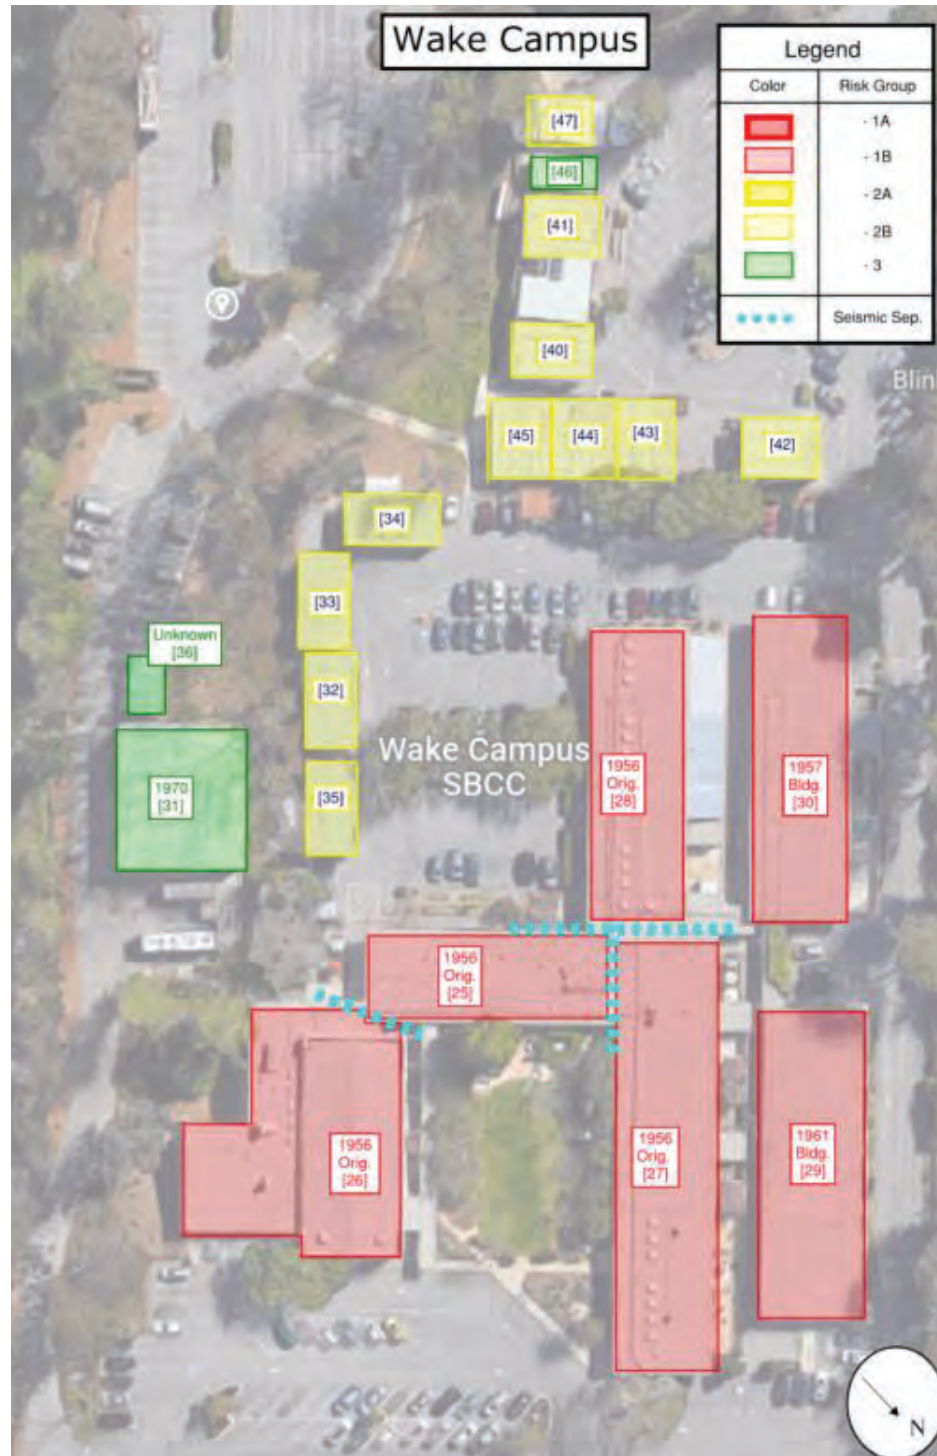 Wake Campus
Legend
Color Risk Group
- 1A
- 1B
- 2A
- 2B
- 3
Seismic Sep.
[47]
[46]
[41]
[40]
Blin
[45] [44] [43] [42]
[34]
[33]
Unknown
[36]
[32]
Wake Campus
SBCC
1970
[31]
[35]
1956
Orig.
[28]
1957
Bldg.
[30]
1956
Orig.
[25]
1956
Orig.
[26]
1956
Orig.
[27]
1961
Bldg.
[29]
N